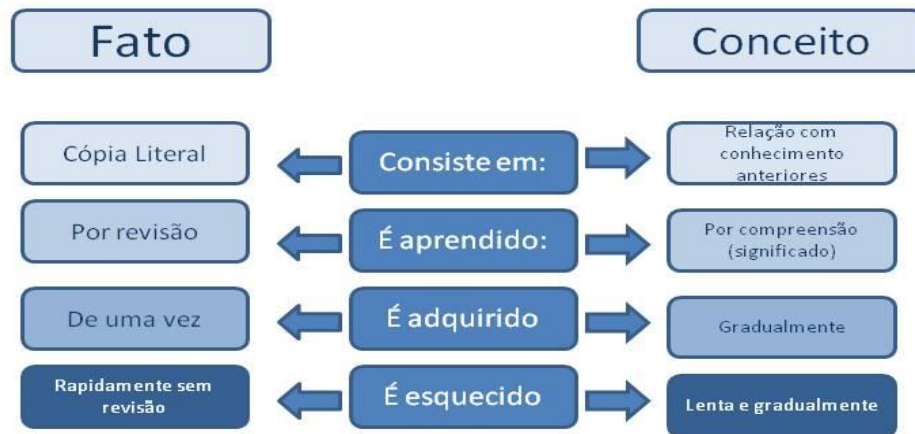 Fato
Conceito
Cópia Literal
Consiste em:
Relação com
conhecimento
anteriores
Por revisão
É aprendido:
Por compreensão
(significado)
De uma vez
É adquirido
Gradualmente
Rapidamente sem
revisão
É esquecido
Lenta e gradualmente